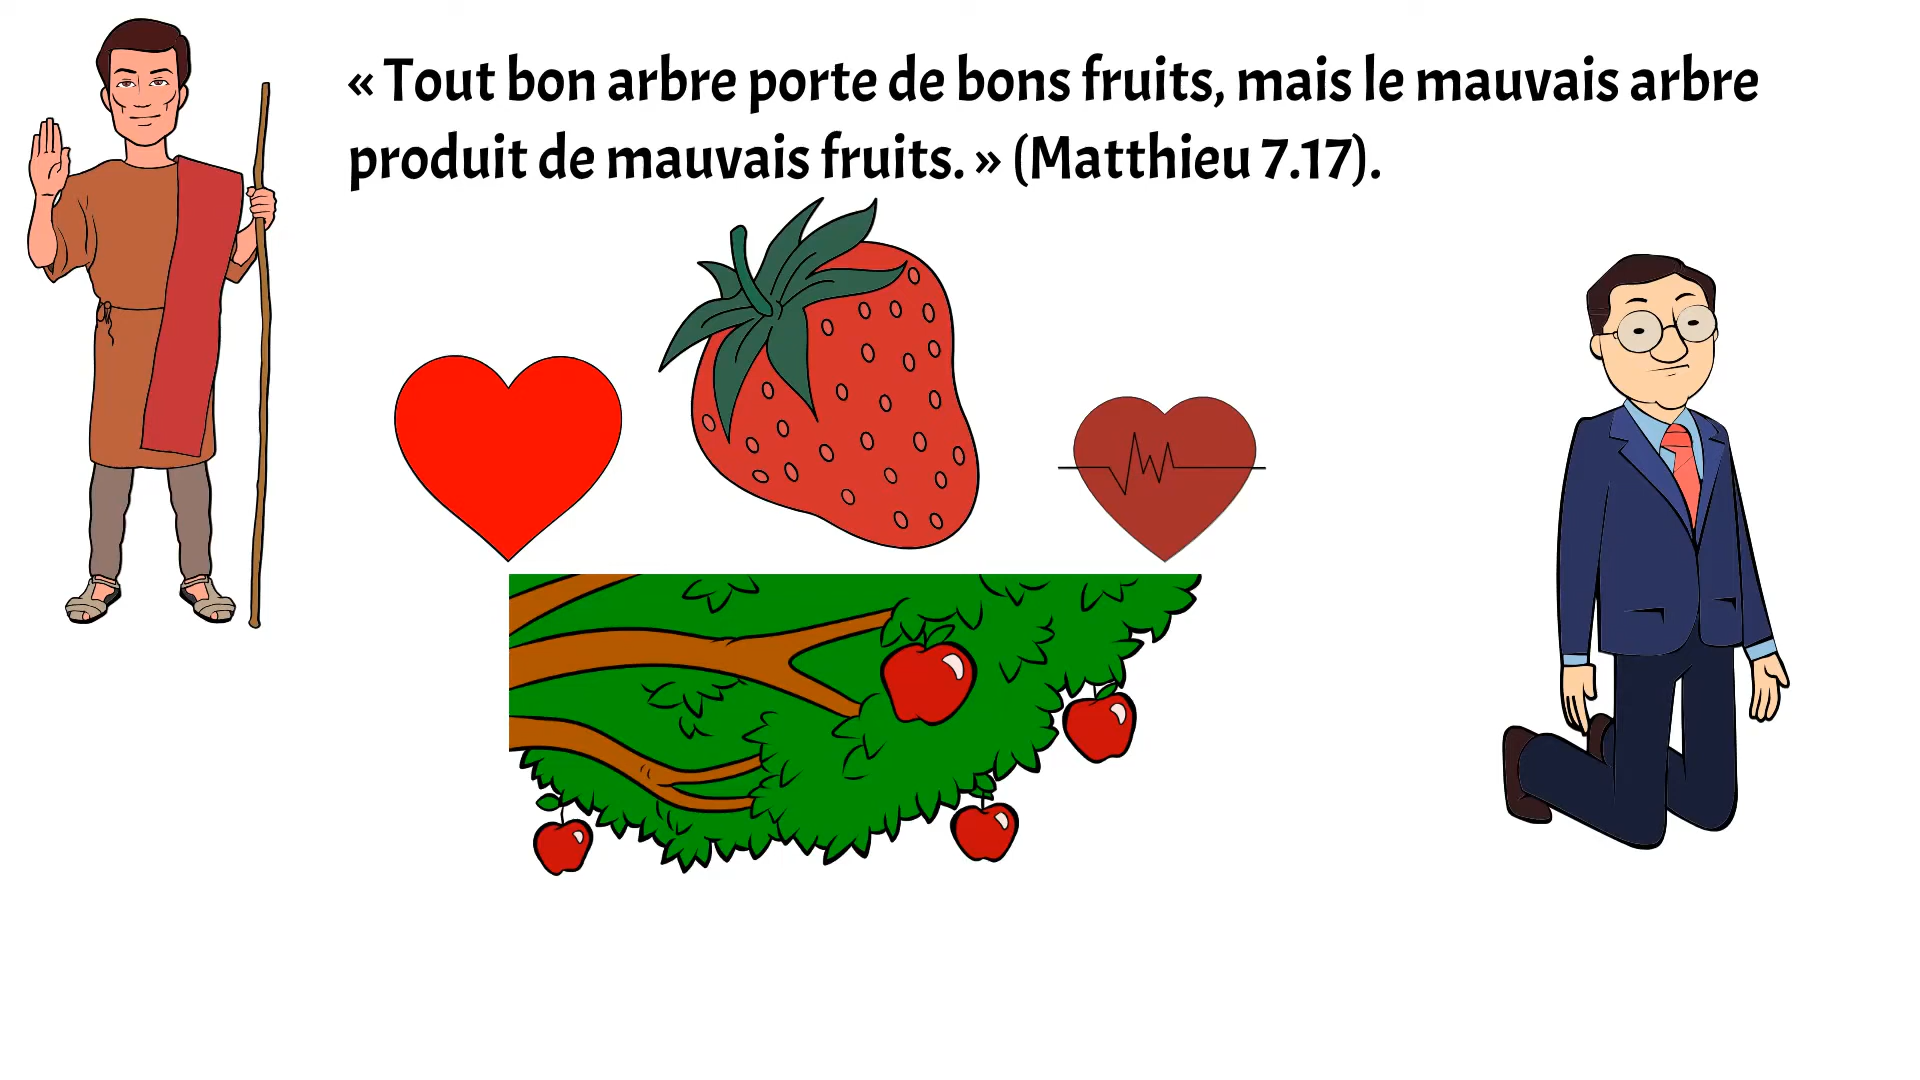 « Tout bon arbre porte de bons fruits, mais le mauvais arbre
produit de mauvais fruits. » (Matthieu 7.17).